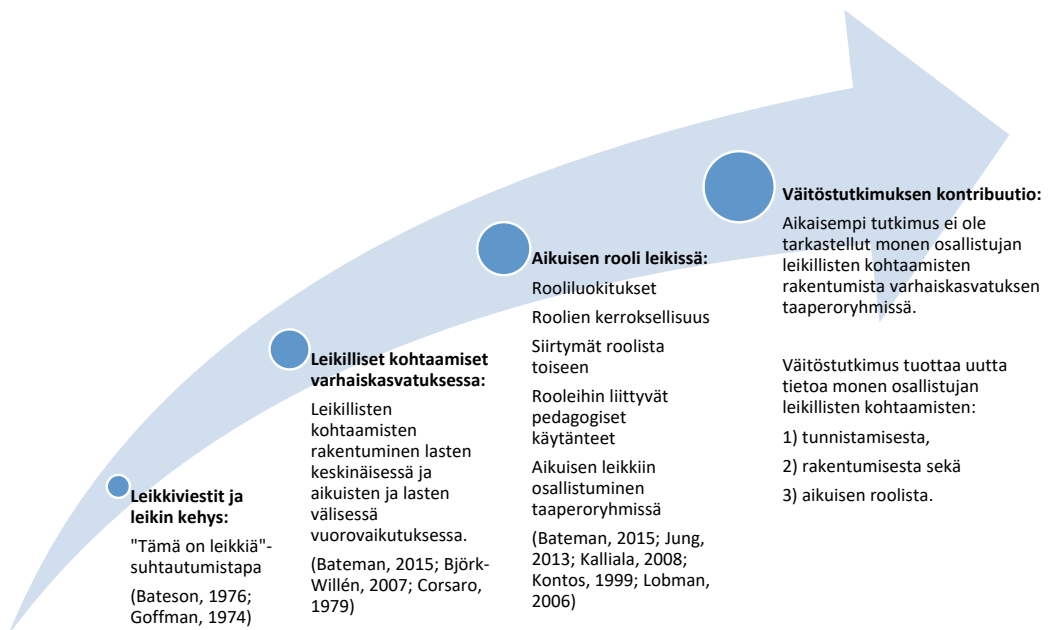 Leikkiviestit ja
leikin kehys:
"Tämä on leikkiä"-
suhtautumistapa
(Bateson, 1976;
Goffman, 1974)
Leikilliset kohtaamiset
varhaiskasvatuksessa:
Leikillisten
kohtaamisten
rakentuminen lasten
keskinäisessä ja
aikuisten ja lasten
välisessä
vuorovaikutuksessa.
(Bateman, 2015; Björk-
Willén, 2007; Corsaro,
1979)
Aikuisen rooli leikissä:
Rooliluokitukset
Roolien kerroksellisuus
Siirtymät roolista
toiseen
Rooleihin liittyvät
pedagogiset
käytänteet
Aikuisen leikkiin
osallistuminen
taaperoryhmissä
(Bateman, 2015; Jung,
2013; Kalliala, 2008;
Kontos, 1999; Lobman,
2006)
Väitöstutkimuksen kontribuutio:
Aikaisempi tutkimus ei ole
tarkastellut monen osallistujan
leikillisten kohtaamisten
rakentumista varhaiskasvatuksen
taaperoryhmissä.
Väitöstutkimus tuottaa uutta
tietoa monen osallistujan
leikillisten kohtaamisten:
1) tunnistamisesta,
2) rakentumisesta sekä
3) aikuisen roolista.